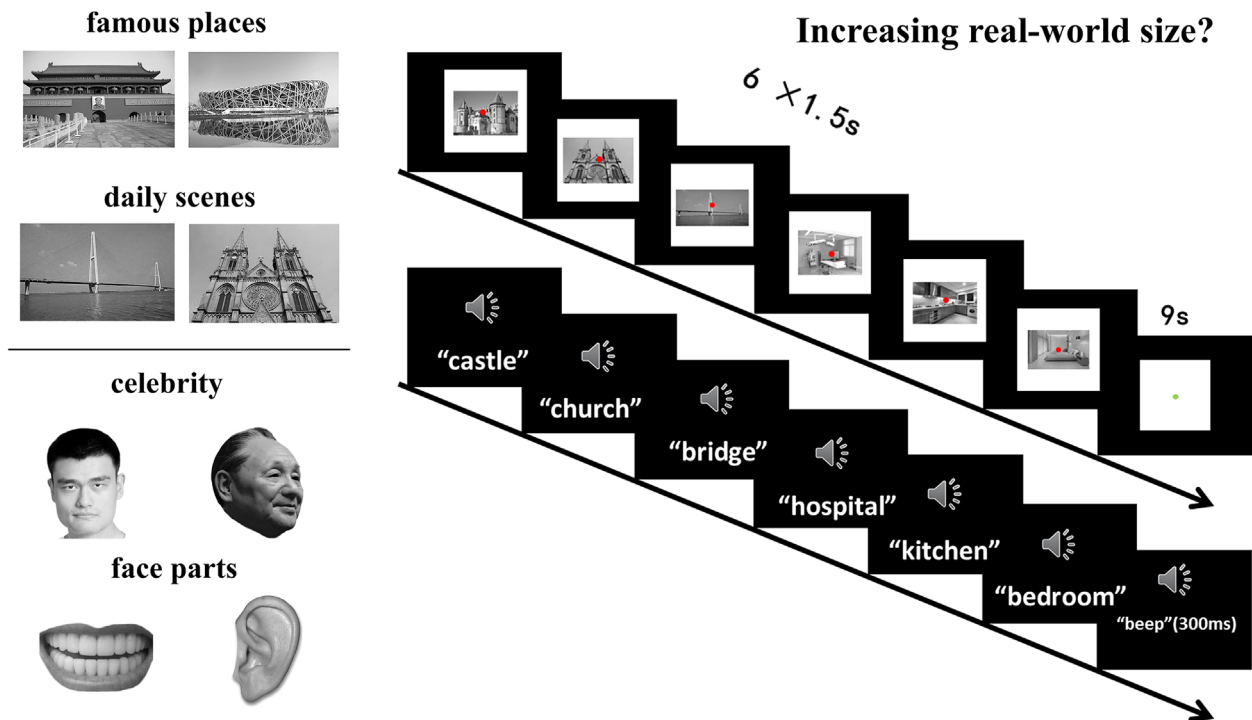 famous places
daily scenes
celebrity
face parts
Increasing real-world size?
6 ×1.5s
9s
“castle”
“church”
“bridge”
“hospital”
“kitchen”
“bedroom”
“beep”(300ms)